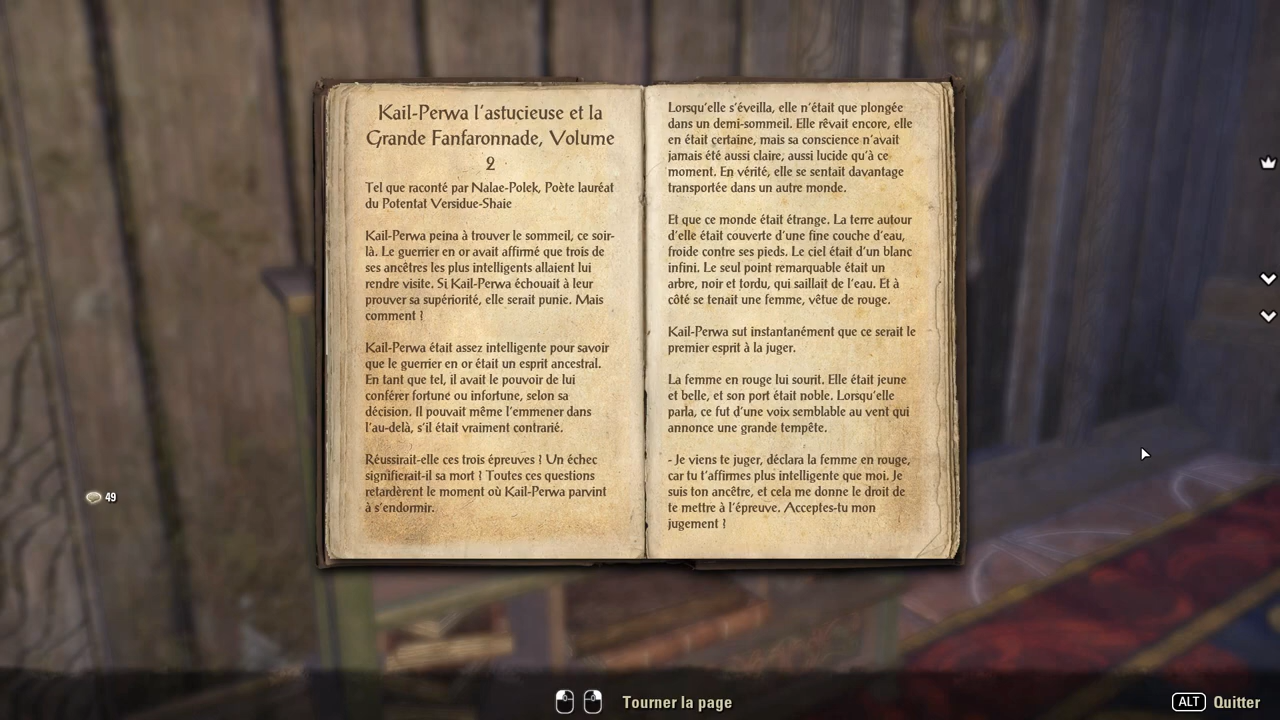 Kail-Perwa l'astucieuse et la
Grande Fanfaronnade, Volume
2
Tel que raconté par Nalae-Polek, Poète lauréat
du Potentat Versidue-Shaie
Kail-Perwa peina à trouver le sommeil, ce soir-
là. Le guerrier en or avait affirmé que trois de
ses ancêtres les plus intelligents allaient lui
rendre visite. Si Kail-Perwa échouait à leur
prouver sa supériorité, elle serait punie. Mais
comment ?
Kail-Perwa était assez intelligente pour savoir
que le guerrier en or était un esprit ancestral.
En tant que tel, il avait le pouvoir de lui
conférer fortune ou infortune, selon sa
décision. Il pouvait même l'emmener dans
l'au-delà, s'il était vraiment contrarié.
Réussirait-elle ces trois épreuves ? Un échec
signifierait-il sa mort ? Toutes ces questions
retardèrent le moment où Kail-Perwa parvint
à s'endormir.
Lorsqu'elle s'éveilla, elle n'était que plongée
dans un demi-sommeil. Elle rêvait encore, elle
en était certaine, mais sa conscience n'avait
jamais été aussi claire, aussi lucide qu'à ce
moment. En vérité, elle se sentait davantage
transportée dans un autre monde.
Et que ce monde était étrange. La terre autour
d'elle était couverte d'une fine couche d'eau,
froide contre ses pieds. Le ciel était d'un blanc
infini. Le seul point remarquable était un
arbre, noir et tordu, qui saillait de l'eau. Et à
côté se tenait une femme, vêtue de rouge.
Kail-Perwa sut instantanément que ce serait le
premier esprit à la juger.
La femme en rouge lui sourit. Elle était jeune
et belle, et son port était noble. Lorsqu'elle
parla, ce fut d'une voix semblable au vent qui
annonce une grande tempête.
- Je viens te juger, déclara la femme en rouge,
car tu t'affirmes plus intelligente que moi. Je
suis ton ancêtre, et cela me donne le droit de
te mettre à l'épreuve. Acceptes-tu mon
jugement ?
49
Tourner la page
ALT Quitter